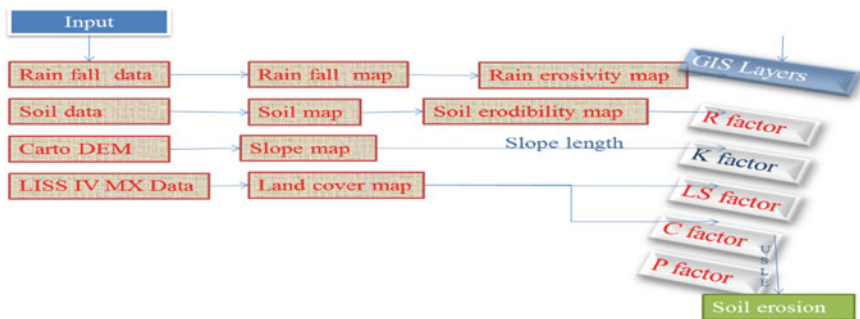 Input
Rain fall data
Rain fall map
Rain erosivity map
GIS Layers
Soil data
Soil map
Soil erodibility map
R factor
Carto DEM
Slope map
Slope length
K factor
LISS IV MX Data
Land cover map
LS factor
C factor
P factor
USLE
Soil erosion